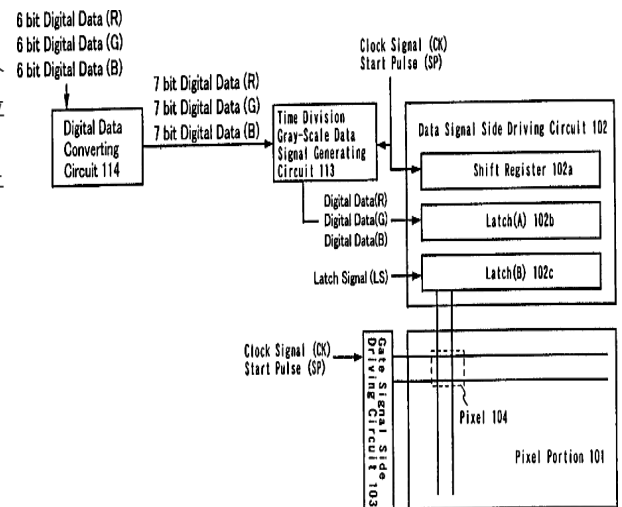 6 bit Digital Data (R)
6 bit Digital Data (G)
6 bit Digital Data (B)
7 bit Digital Data (R)
7 bit Digital Data (G)
7 bit Digital Data (B)
Digital Data
Converting
Circuit 114
Time Division
Gray-Scale Data
Signal Generating
Circuit 113
Clock Signal (CK)
Start Pulse (SP)
Data Signal Side Driving Circuit 102
Shift Register 102a
Digital Data(R)
Digital Data(G)
Digital Data(B)
Latch(A) 102b
Latch Signal (LS)
Latch(B) 102c
Clock Signal (CK)
Start Pulse (SP)
Gate Signal Side
Driving Circuit 103
Pixel 104
Pixel Portion 101